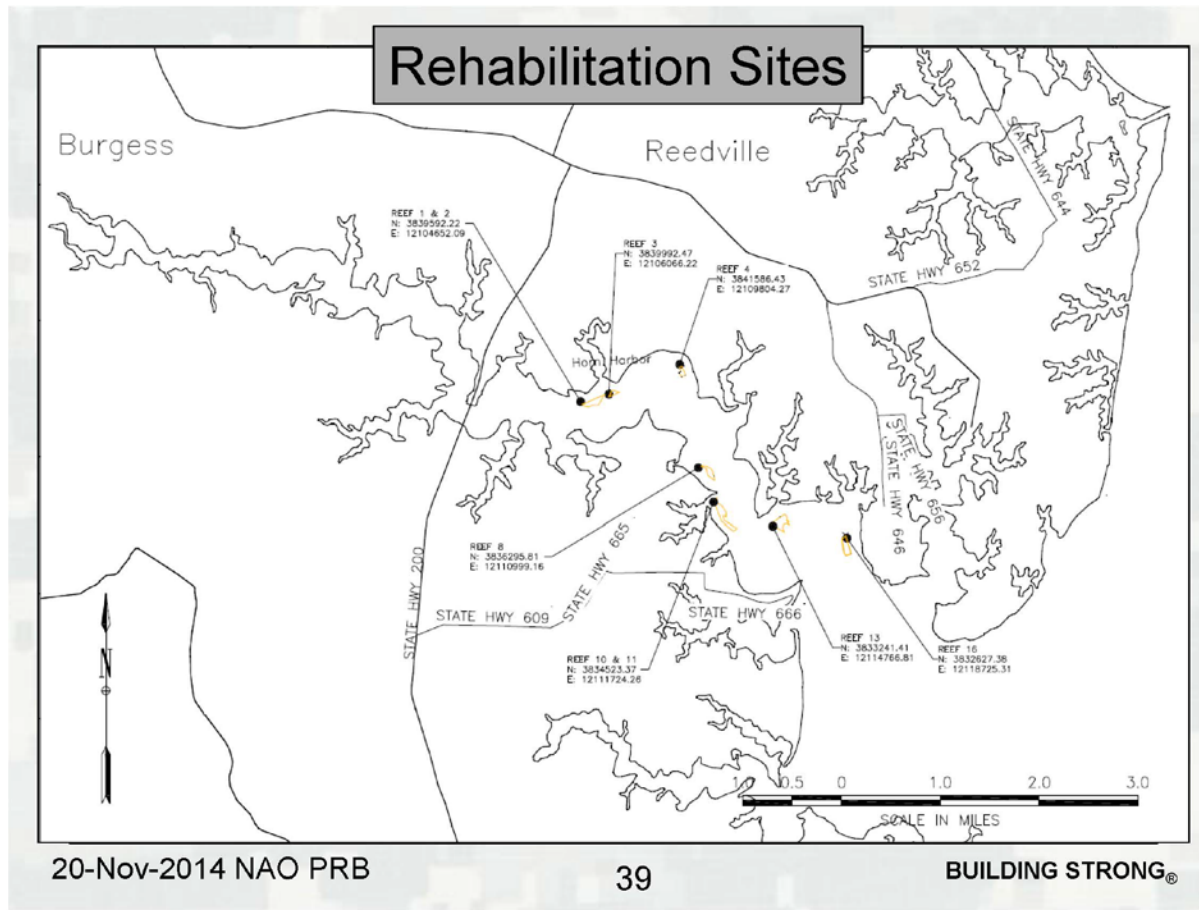 Rehabilitation Sites
Burgess
Reedville
STATE HWY 644
REEF 1 & 2
N: 3839592.22
E: 12104652.09
REEF 3
N: 3839992.47
E: 12106066.22
REEF 4
N: 3841586.43
E: 12109804.27
STATE HWY 652
Horn Harbor
STATE HWY 656
STATE HWY 646
REEF 8
N: 3836295.81
E: 12110999.16
STATE HWY 665
STATE HWY 200
STATE HWY 609
STATE HWY 666
REEF 10 & 11
N: 3834523.37
E: 12111724.26
REEF 13
N: 3833241.41
E: 12114766.81
REEF 16
N: 3832627.38
E: 12118725.31
N
1.0 0.5 0 1.0 2.0 3.0
SCALE IN MILES
20-Nov-2014 NAO PRB
39
BUILDING STRONG®